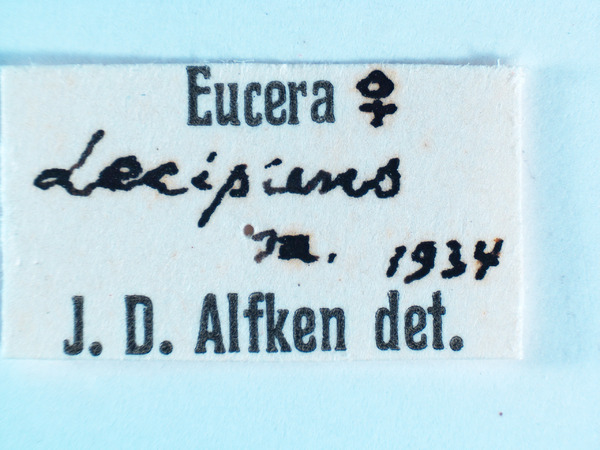 Eucera ♀
decipiens
m. 1934
J. D. Alfken det.